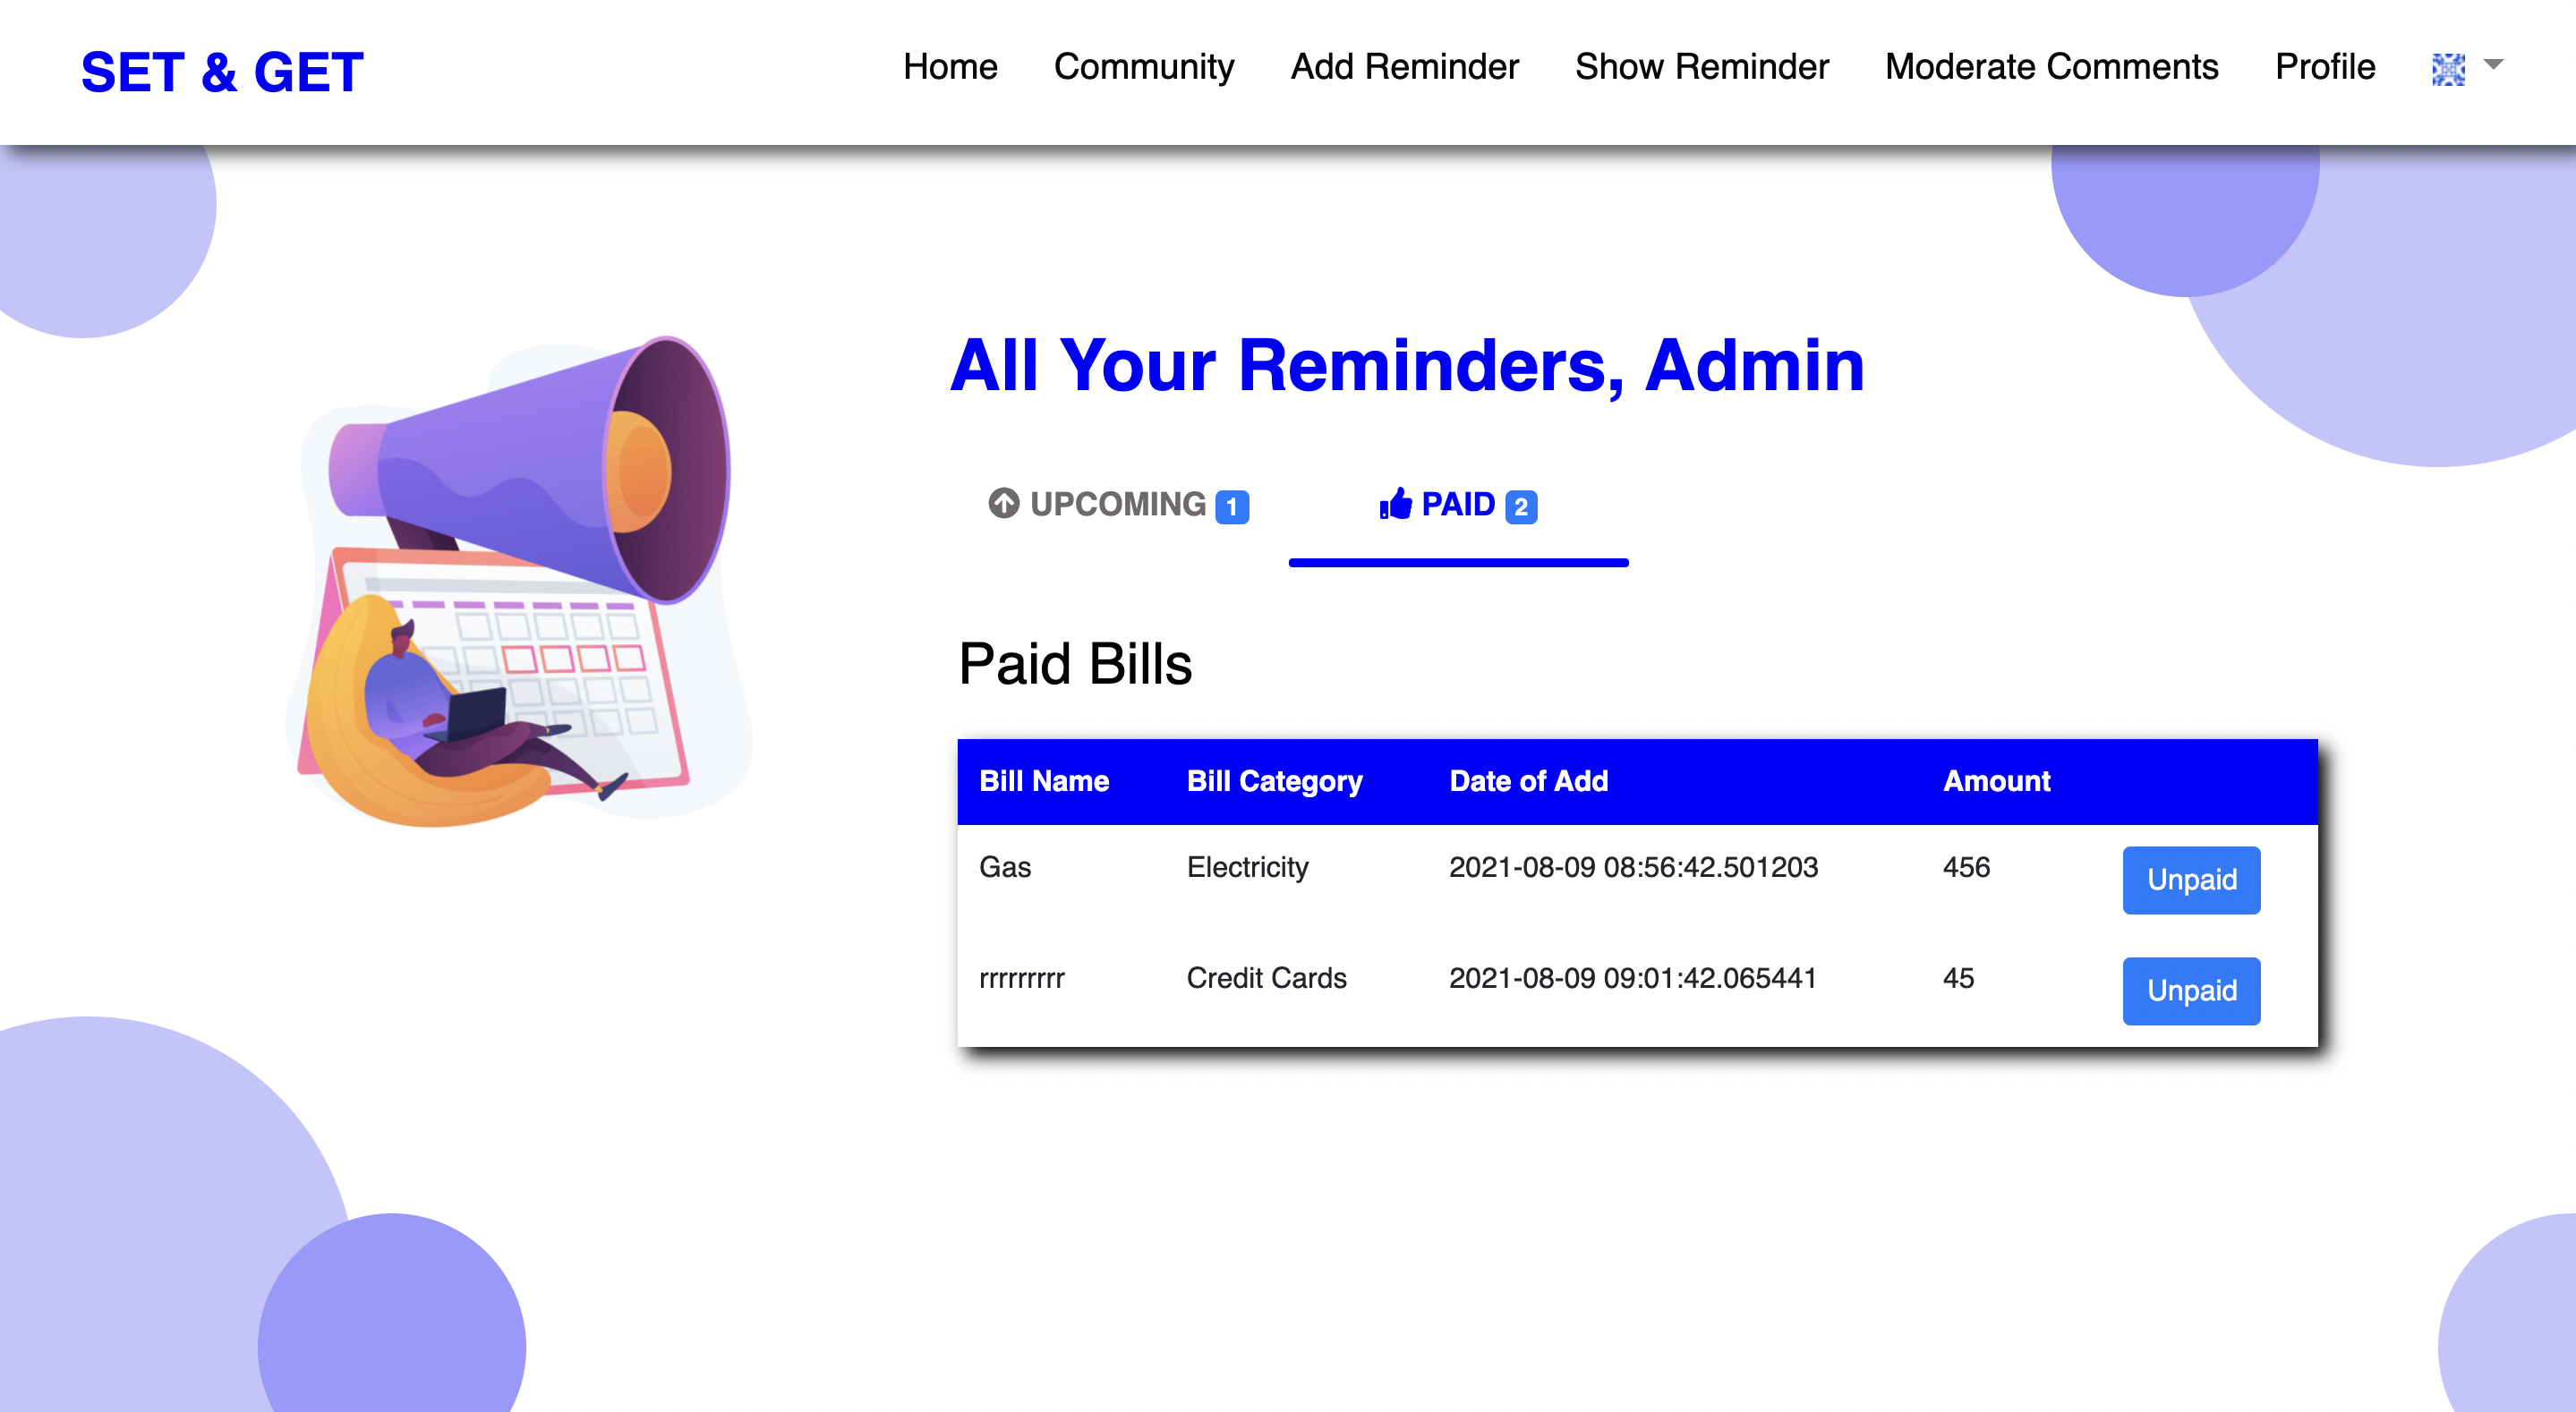 SET & GET
Home Community Add Reminder Show Reminder Moderate Comments Profile
All Your Reminders, Admin
UPCOMING 1 PAID 2
Paid Bills
Bill Name Bill Category Date of Add Amount
Gas Electricity 2021-08-09 08:56:42.501203 456 Unpaid
rrrrrrrrr Credit Cards 2021-08-09 09:01:42.065441 45 Unpaid